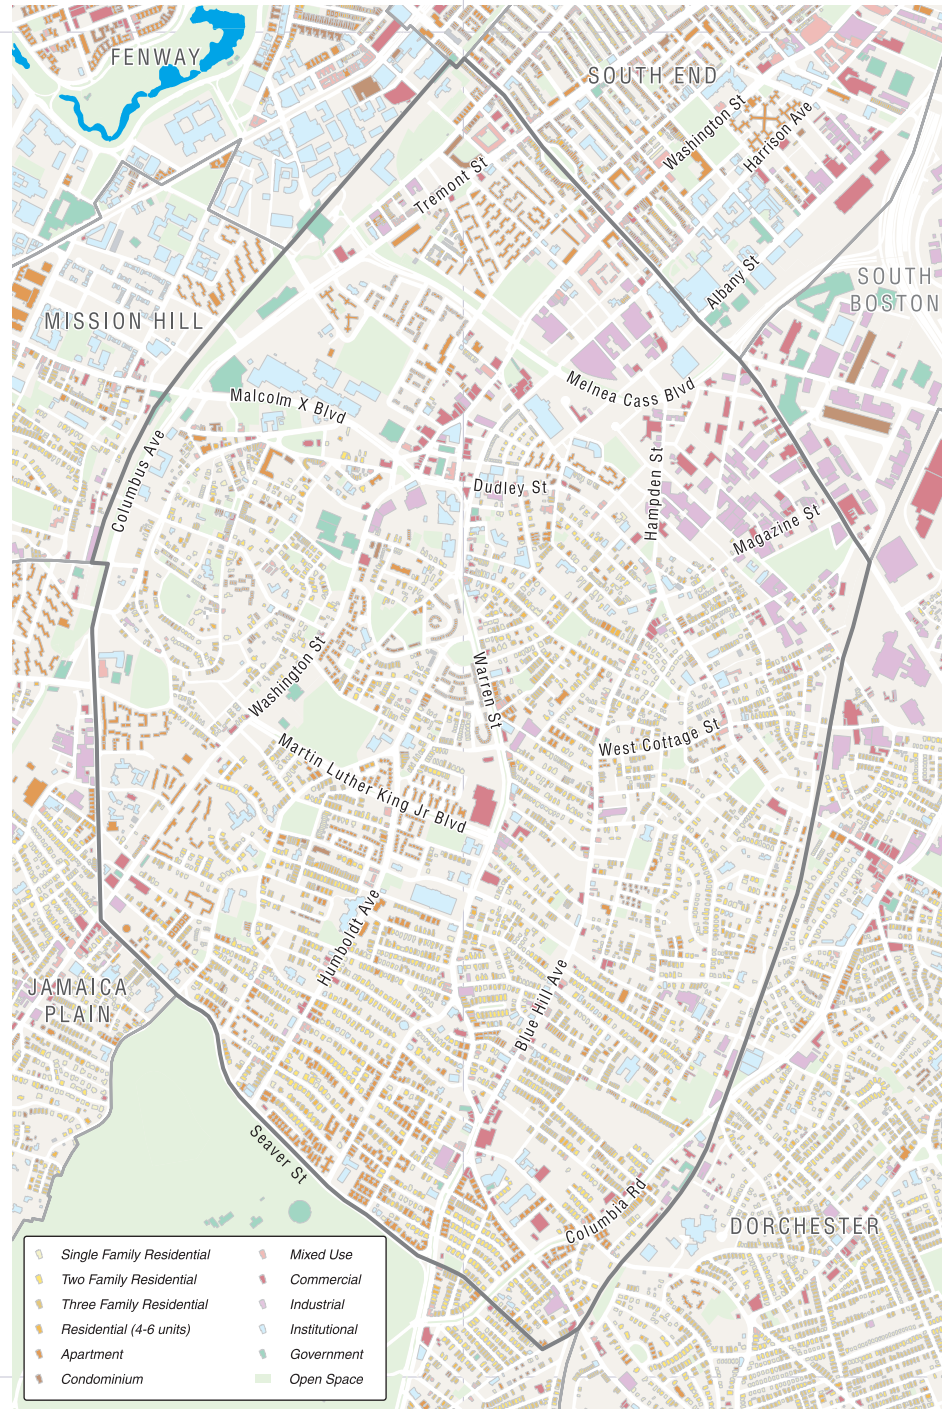 FENWAY
SOUTH END
Washington St
Harrison Ave
Tremont St
Albany St
SOUTH
BOSTON
MISSION HILL
Malcolm X Blvd
Melnea Cass Blvd
Columbus Ave
Dudley St
Hampden St
Magazine St
Washington St
Warren St
West Cottage St
Martin Luther King Jr Blvd
Humboldt Ave
Blue Hill Ave
JAMAICA
PLAIN
Seaver St
Columbia Rd
DORCHESTER
Single Family Residential
Two Family Residential
Three Family Residential
Residential (4-6 units)
Apartment
Condominium
Mixed Use
Commercial
Industrial
Institutional
Government
Open Space